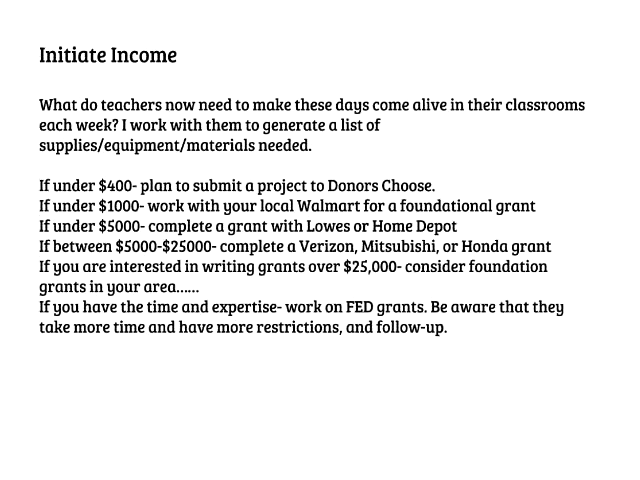 Initiate Income
What do teachers now need to make these days come alive in their classrooms
each week? I work with them to generate a list of
supplies/equipment/materials needed.
If under $400- plan to submit a project to Donors Choose.
If under $1000- work with your local Walmart for a foundational grant
If under $5000- complete a grant with Lowes or Home Depot
If between $5000-$25000- complete a Verizon, Mitsubishi, or Honda grant
If you are interested in writing grants over $25,000- consider foundation
grants in your area......
If you have the time and expertise- work on FED grants. Be aware that they
take more time and have more restrictions, and follow-up.